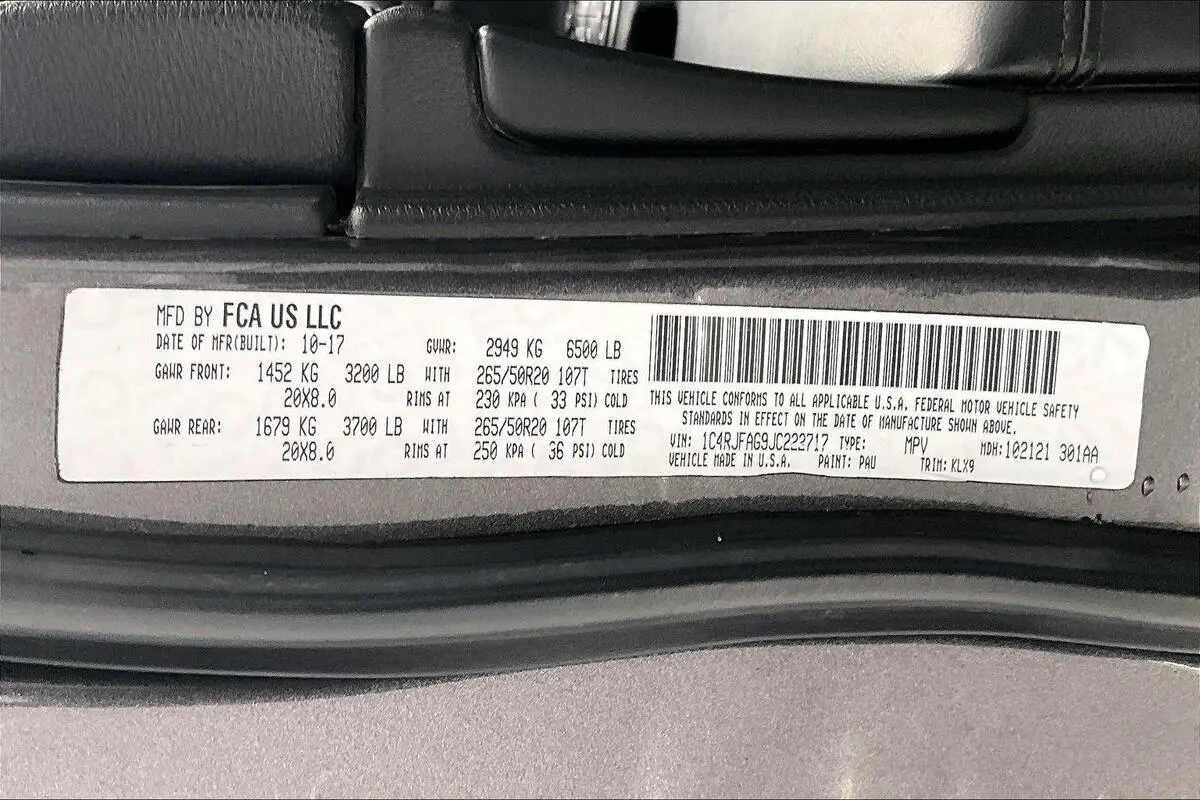 MFD BY FCA US LLC
DATE OF MFR(BUILT): 10-17 GVWR: 2949 KG 6500 LB
GAWR FRONT: 1452 KG 3200 LB WITH 265/50R20 107T TIRES
20X8.0 RIMS AT 230 KPA ( 33 PSI) COLD
GAWR REAR: 1679 KG 3700 LB WITH 265/50R20 107T TIRES
20X8.0 RIMS AT 250 KPA ( 36 PSI) COLD
THIS VEHICLE CONFORMS TO ALL APPLICABLE U.S.A. FEDERAL MOTOR VEHICLE SAFETY
STANDARDS IN EFFECT ON THE DATE OF MANUFACTURE SHOWN ABOVE.
VIN: 1C4RJFAG9JC222717 TYPE: MPV MDH:102121 301AA
VEHICLE MADE IN U.S.A. PAINT: PAU TRIM: KLX9